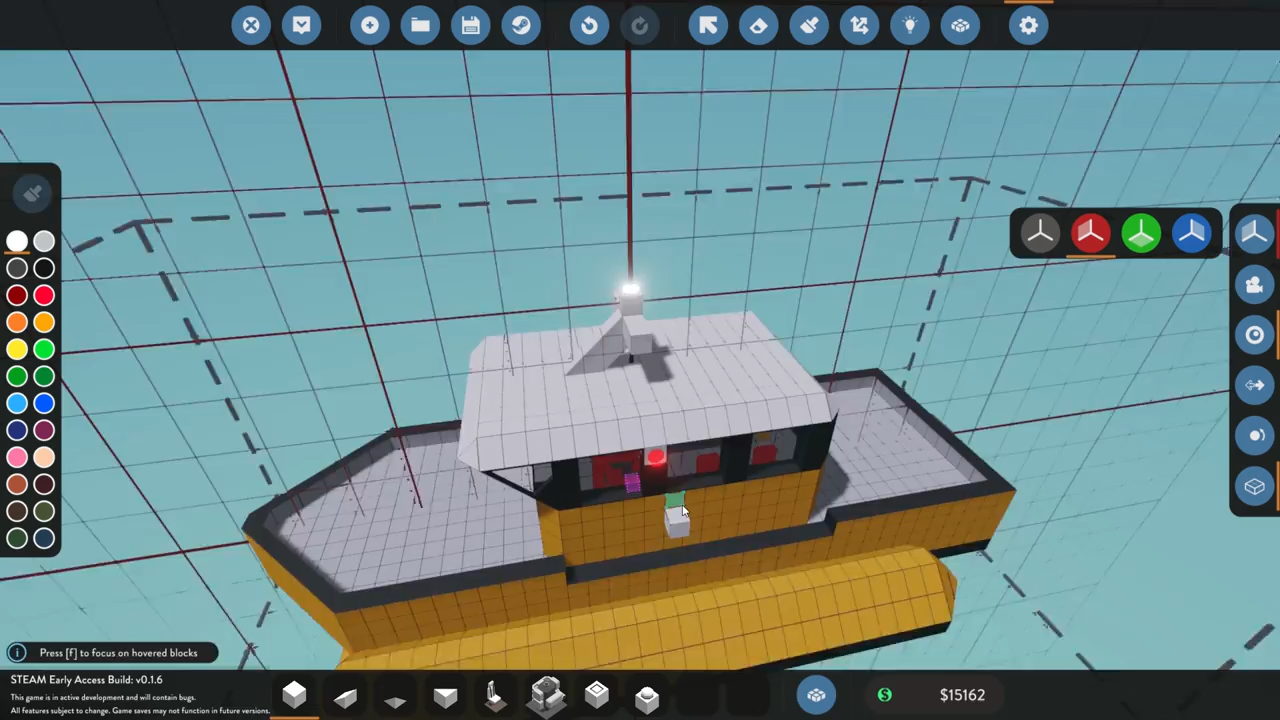 Press [f] to focus on hovered blocks
STEAM Early Access Build: v0.1.6
This game is in active development and will contain bugs.
All features subject to change. Game saves may not function in future versions.
$ $15162